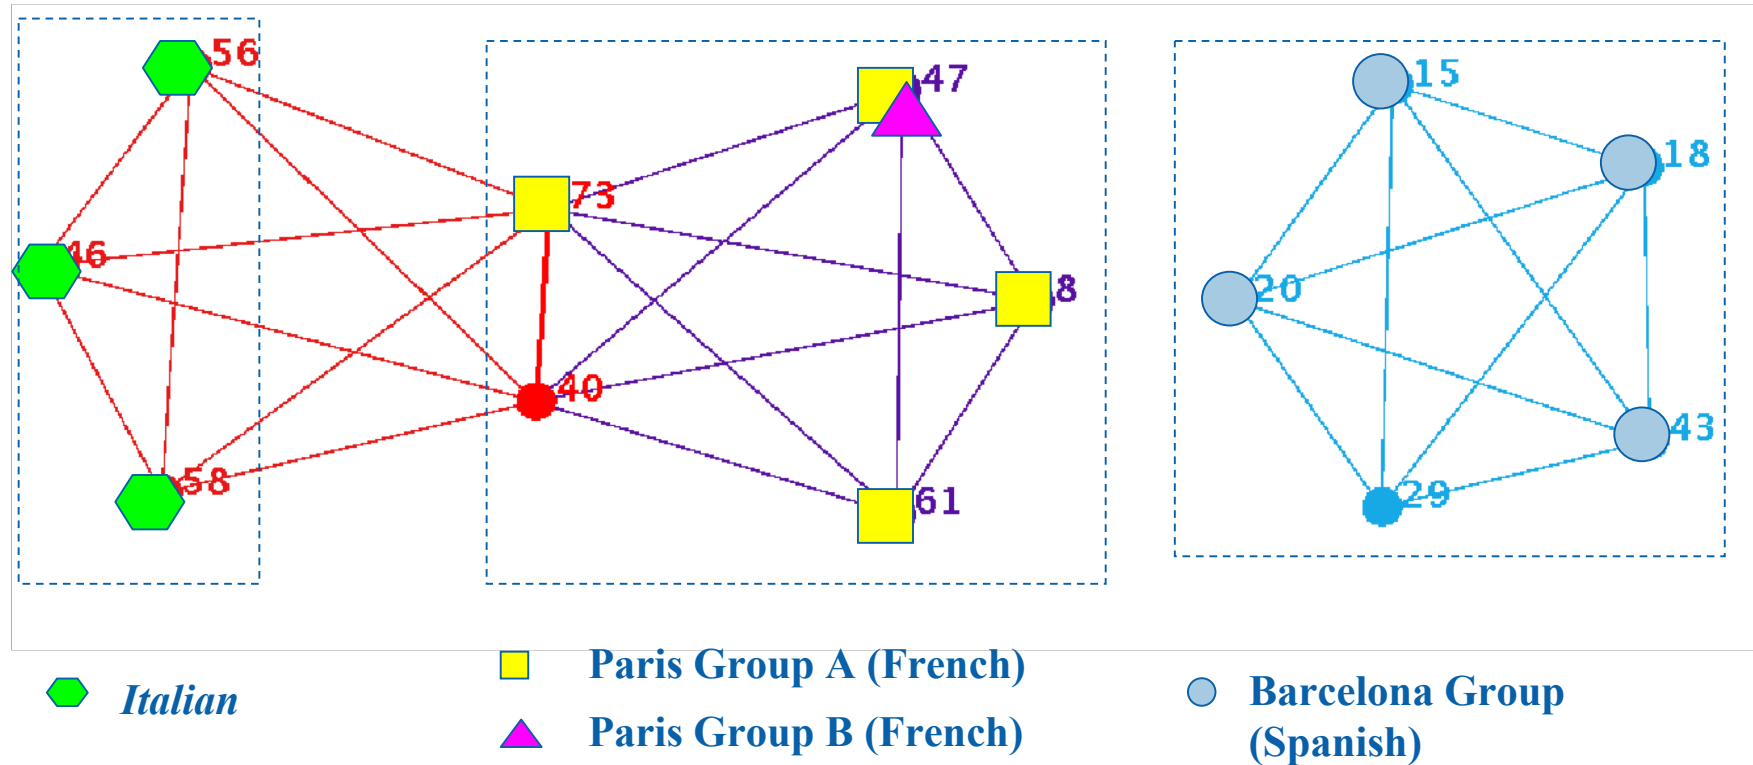 56
46
58
73
40
47
8
61
15
18
20
43
29
Italian
Paris Group A (French)
Paris Group B (French)
Barcelona Group
(Spanish)